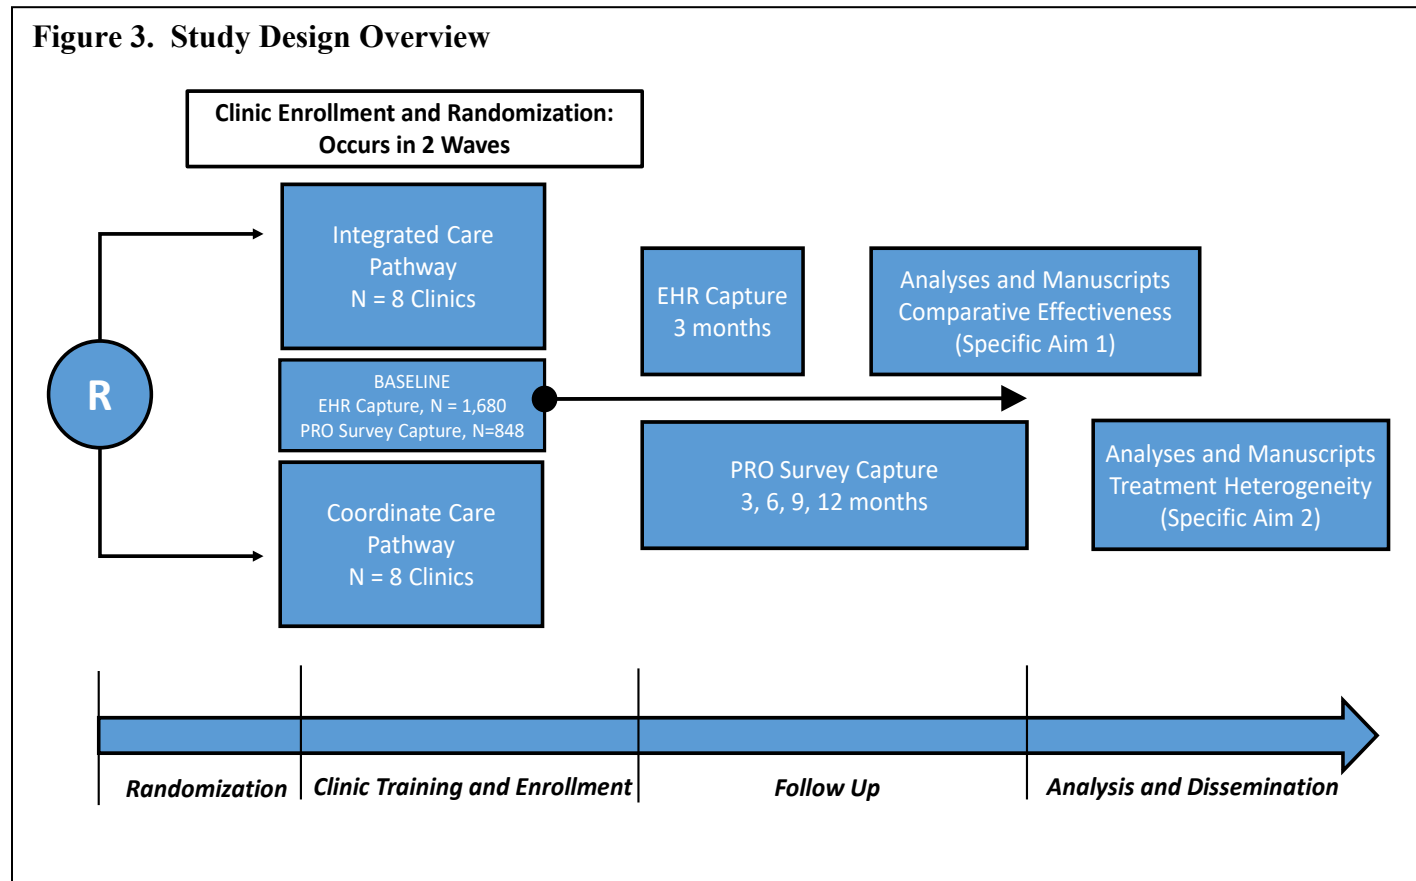 Figure 3.  Study Design Overview
Clinic Enrollment and Randomization:
Occurs in 2 Waves
R
Integrated Care
Pathway
N = 8 Clinics
BASELINE
EHR Capture, N = 1,680
PRO Survey Capture, N=848
Coordinate Care
Pathway
N = 8 Clinics
EHR Capture
3 months
PRO Survey Capture
3, 6, 9, 12 months
Analyses and Manuscripts
Comparative Effectiveness
(Specific Aim 1)
Analyses and Manuscripts
Treatment Heterogeneity
(Specific Aim 2)
Randomization
Clinic Training and Enrollment
Follow Up
Analysis and Dissemination